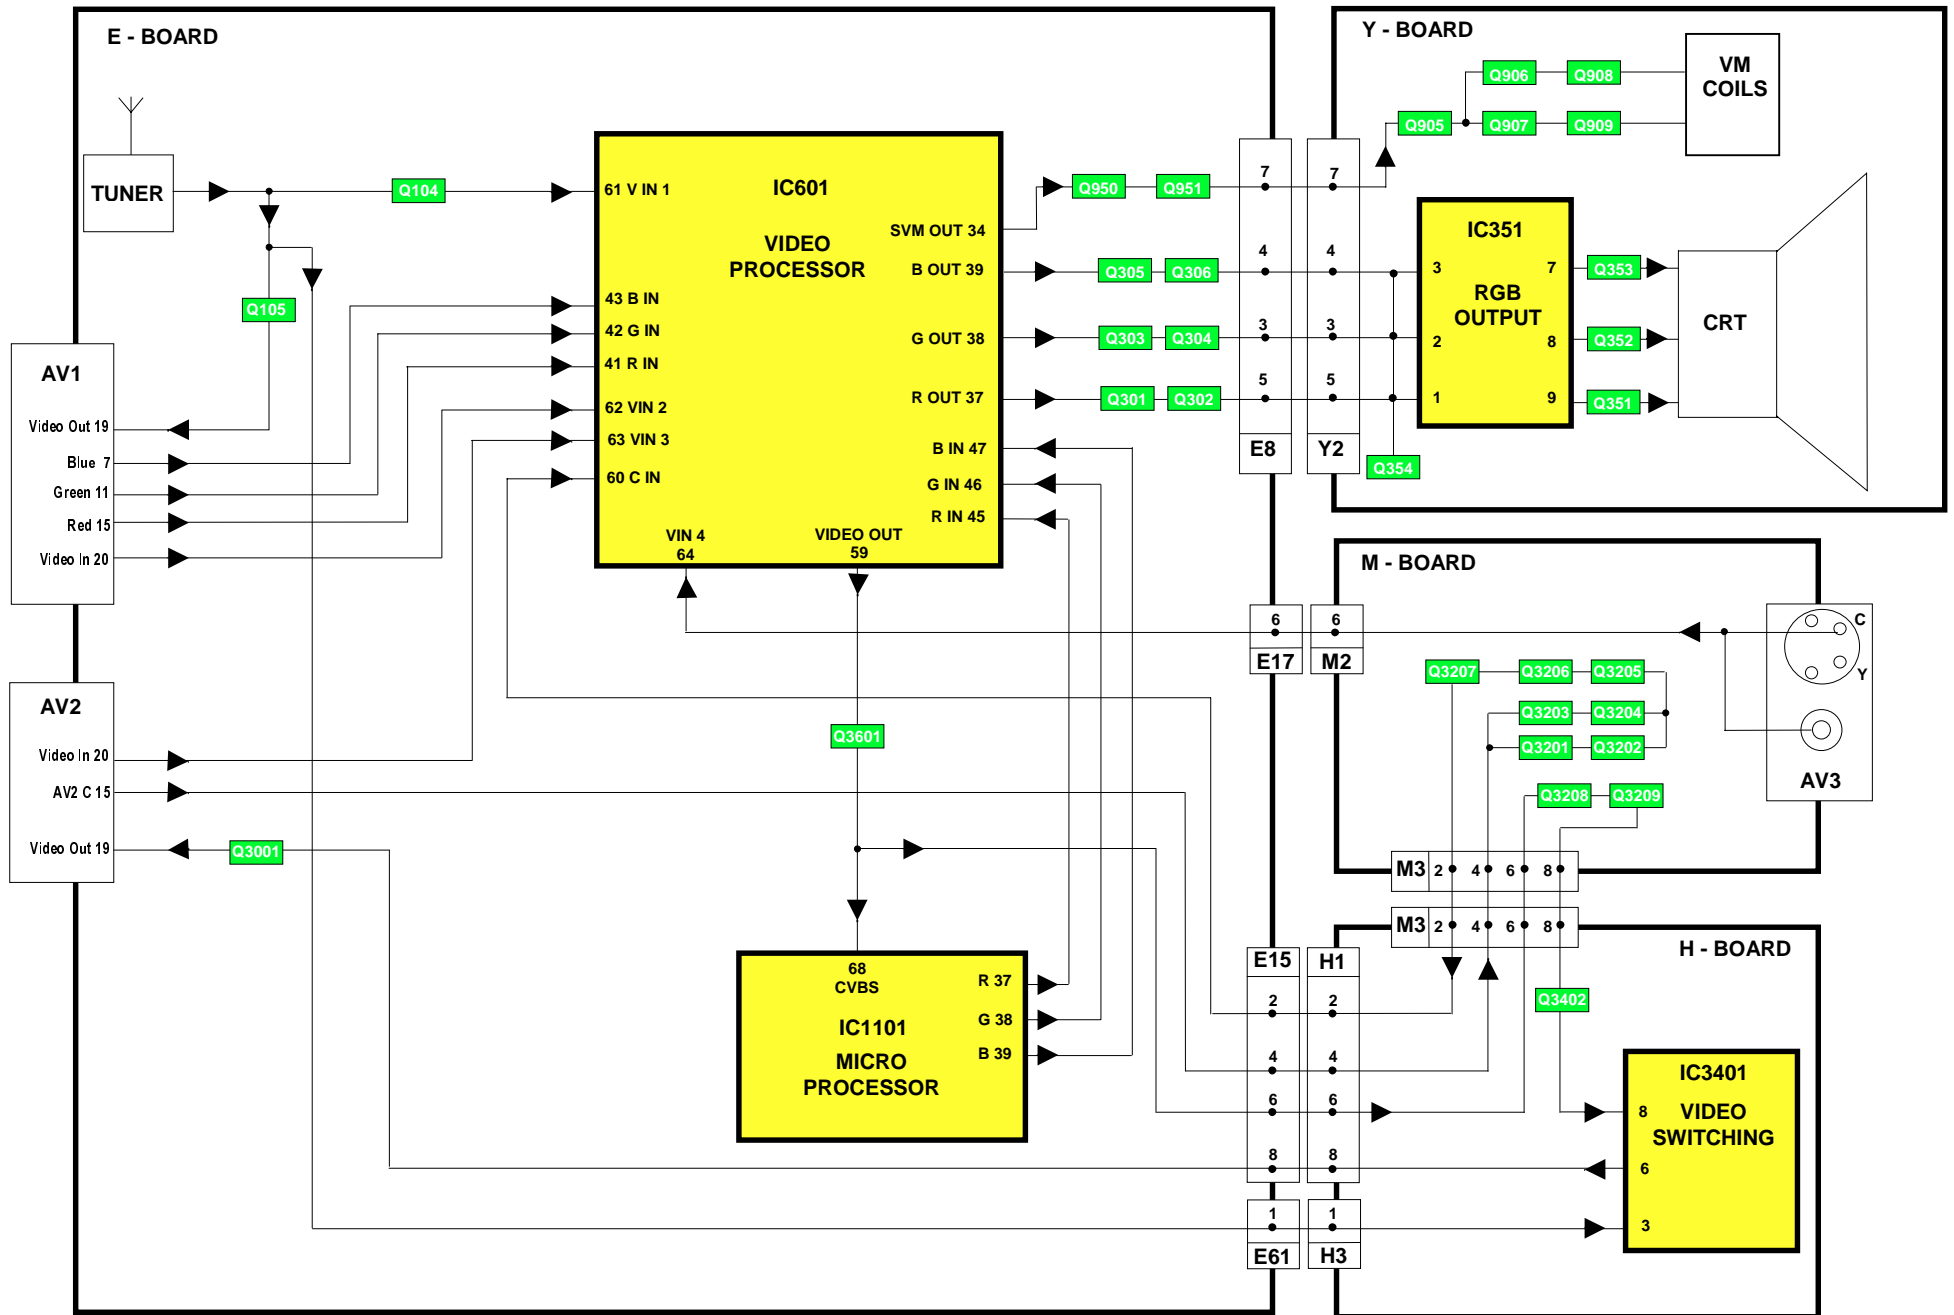 E - BOARD
TUNER
Q104
Q105
61 V IN 1
IC601
VIDEO
PROCESSOR
43 B IN
42 G IN
41 R IN
62 VIN 2
63 VIN 3
60 C IN
VIN 4
64
VIDEO OUT
59
SVM OUT 34
B OUT 39
G OUT 38
R OUT 37
B IN 47
G IN 46
R IN 45
Q950
Q951
Q305
Q306
Q303
Q304
Q301
Q302
AV1
Video Out 19
Blue 7
Green 11
Red 15
Video In 20
AV2
Video In 20
AV2 C 15
Video Out 19
Q3001
Q3601
68
CVBS
IC1101
MICRO
PROCESSOR
R 37
G 38
B 39
7
4
3
5
E8
7
4
3
5
Y2
6
E17
6
M2
E15
2
4
6
8
H1
2
4
6
8
1
E61
1
H3
Y - BOARD
Q905
Q906
Q908
Q907
Q909
VM
COILS
IC351
RGB
OUTPUT
3
2
1
7
8
9
Q353
Q352
Q351
Q354
CRT
M - BOARD
C
Y
AV3
Q3207
Q3206
Q3205
Q3203
Q3204
Q3201
Q3202
Q3208
Q3209
M3 2 4 6 8
M3 2 4 6 8
H - BOARD
Q3402
IC3401
VIDEO
SWITCHING
8
6
3